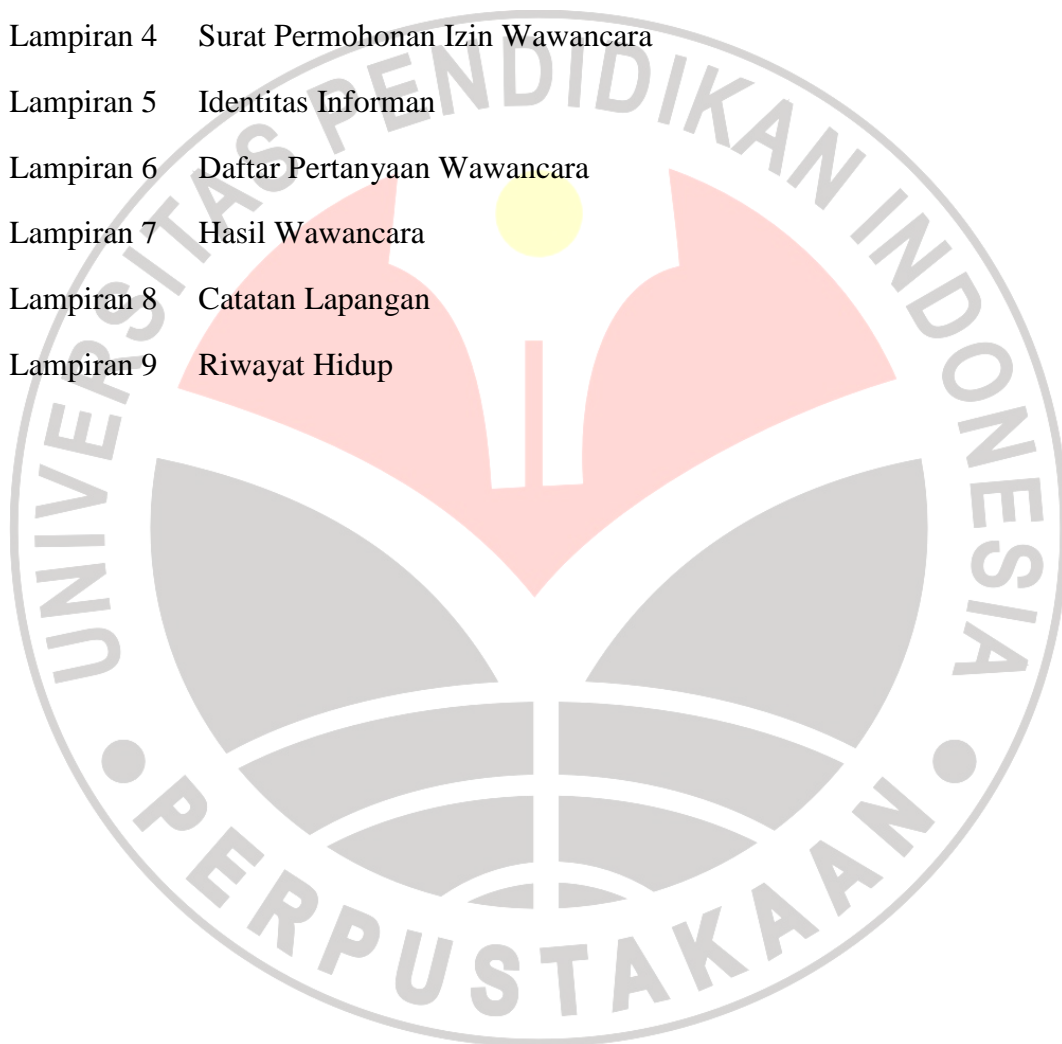 Lampiran 4 Surat Permohonan Izin Wawancara
Lampiran 5 Identitas Informan
Lampiran 6 Daftar Pertanyaan Wawancara
Lampiran 7 Hasil Wawancara
Lampiran 8 Catatan Lapangan
Lampiran 9 Riwayat Hidup
UNIVERSITAS PENDIDIKAN INDONESIA
PERPUSTAKAAN